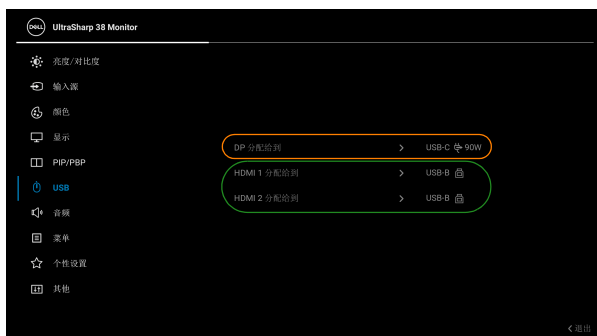 DELL UltraSharp 38 Monitor
亮度/对比度
输入源
颜色
显示
DP 分配给到 > USB-C 90W
PIP/PBP
HDMI 1 分配给到 > USB-B
USB
HDMI 2 分配给到 > USB-B
音频
菜单
个性设置
其他
< 退出